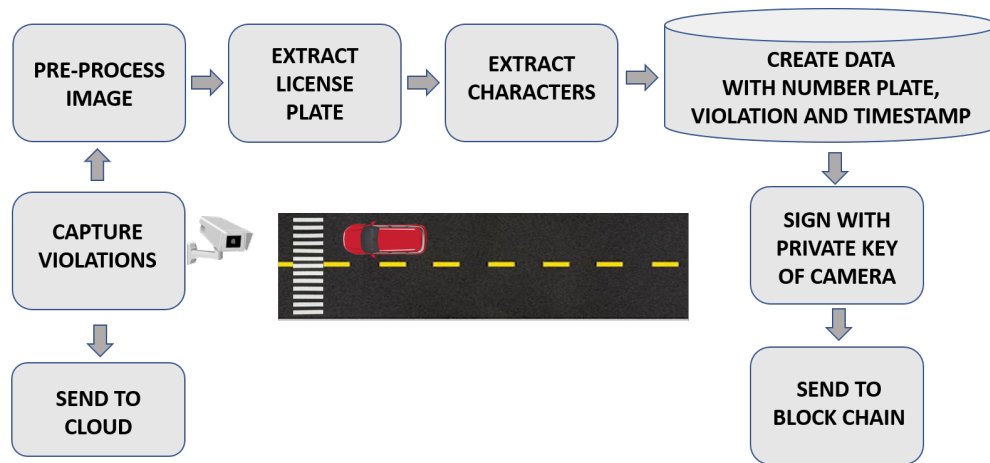 PRE-PROCESS
IMAGE
EXTRACT
LICENSE
PLATE
EXTRACT
CHARACTERS
CREATE DATA
WITH NUMBER PLATE,
VIOLATION AND TIMESTAMP
CAPTURE
VIOLATIONS
SIGN WITH
PRIVATE KEY
OF CAMERA
SEND TO
CLOUD
SEND TO
BLOCK CHAIN